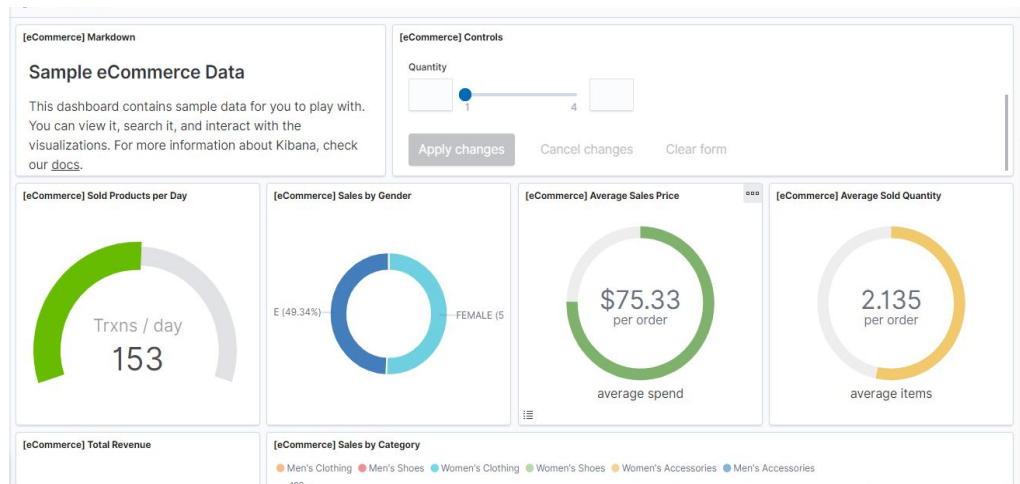 [eCommerce] Markdown
Sample eCommerce Data
This dashboard contains sample data for you to play with.
You can view it, search it, and interact with the
visualizations. For more information about Kibana, check
our docs.
[eCommerce] Controls
Quantity
1 4
Apply changes Cancel changes Clear form
[eCommerce] Sold Products per Day
Trxns / day
153
[eCommerce] Sales by Gender
E (49.34%)
FEMALE (5
[eCommerce] Average Sales Price
$75.33
per order
average spend
[eCommerce] Average Sold Quantity
2.135
per order
average items
[eCommerce] Total Revenue
[eCommerce] Sales by Category
Men's Clothing Men's Shoes Women's Clothing Women's Shoes Women's Accessories Men's Accessories